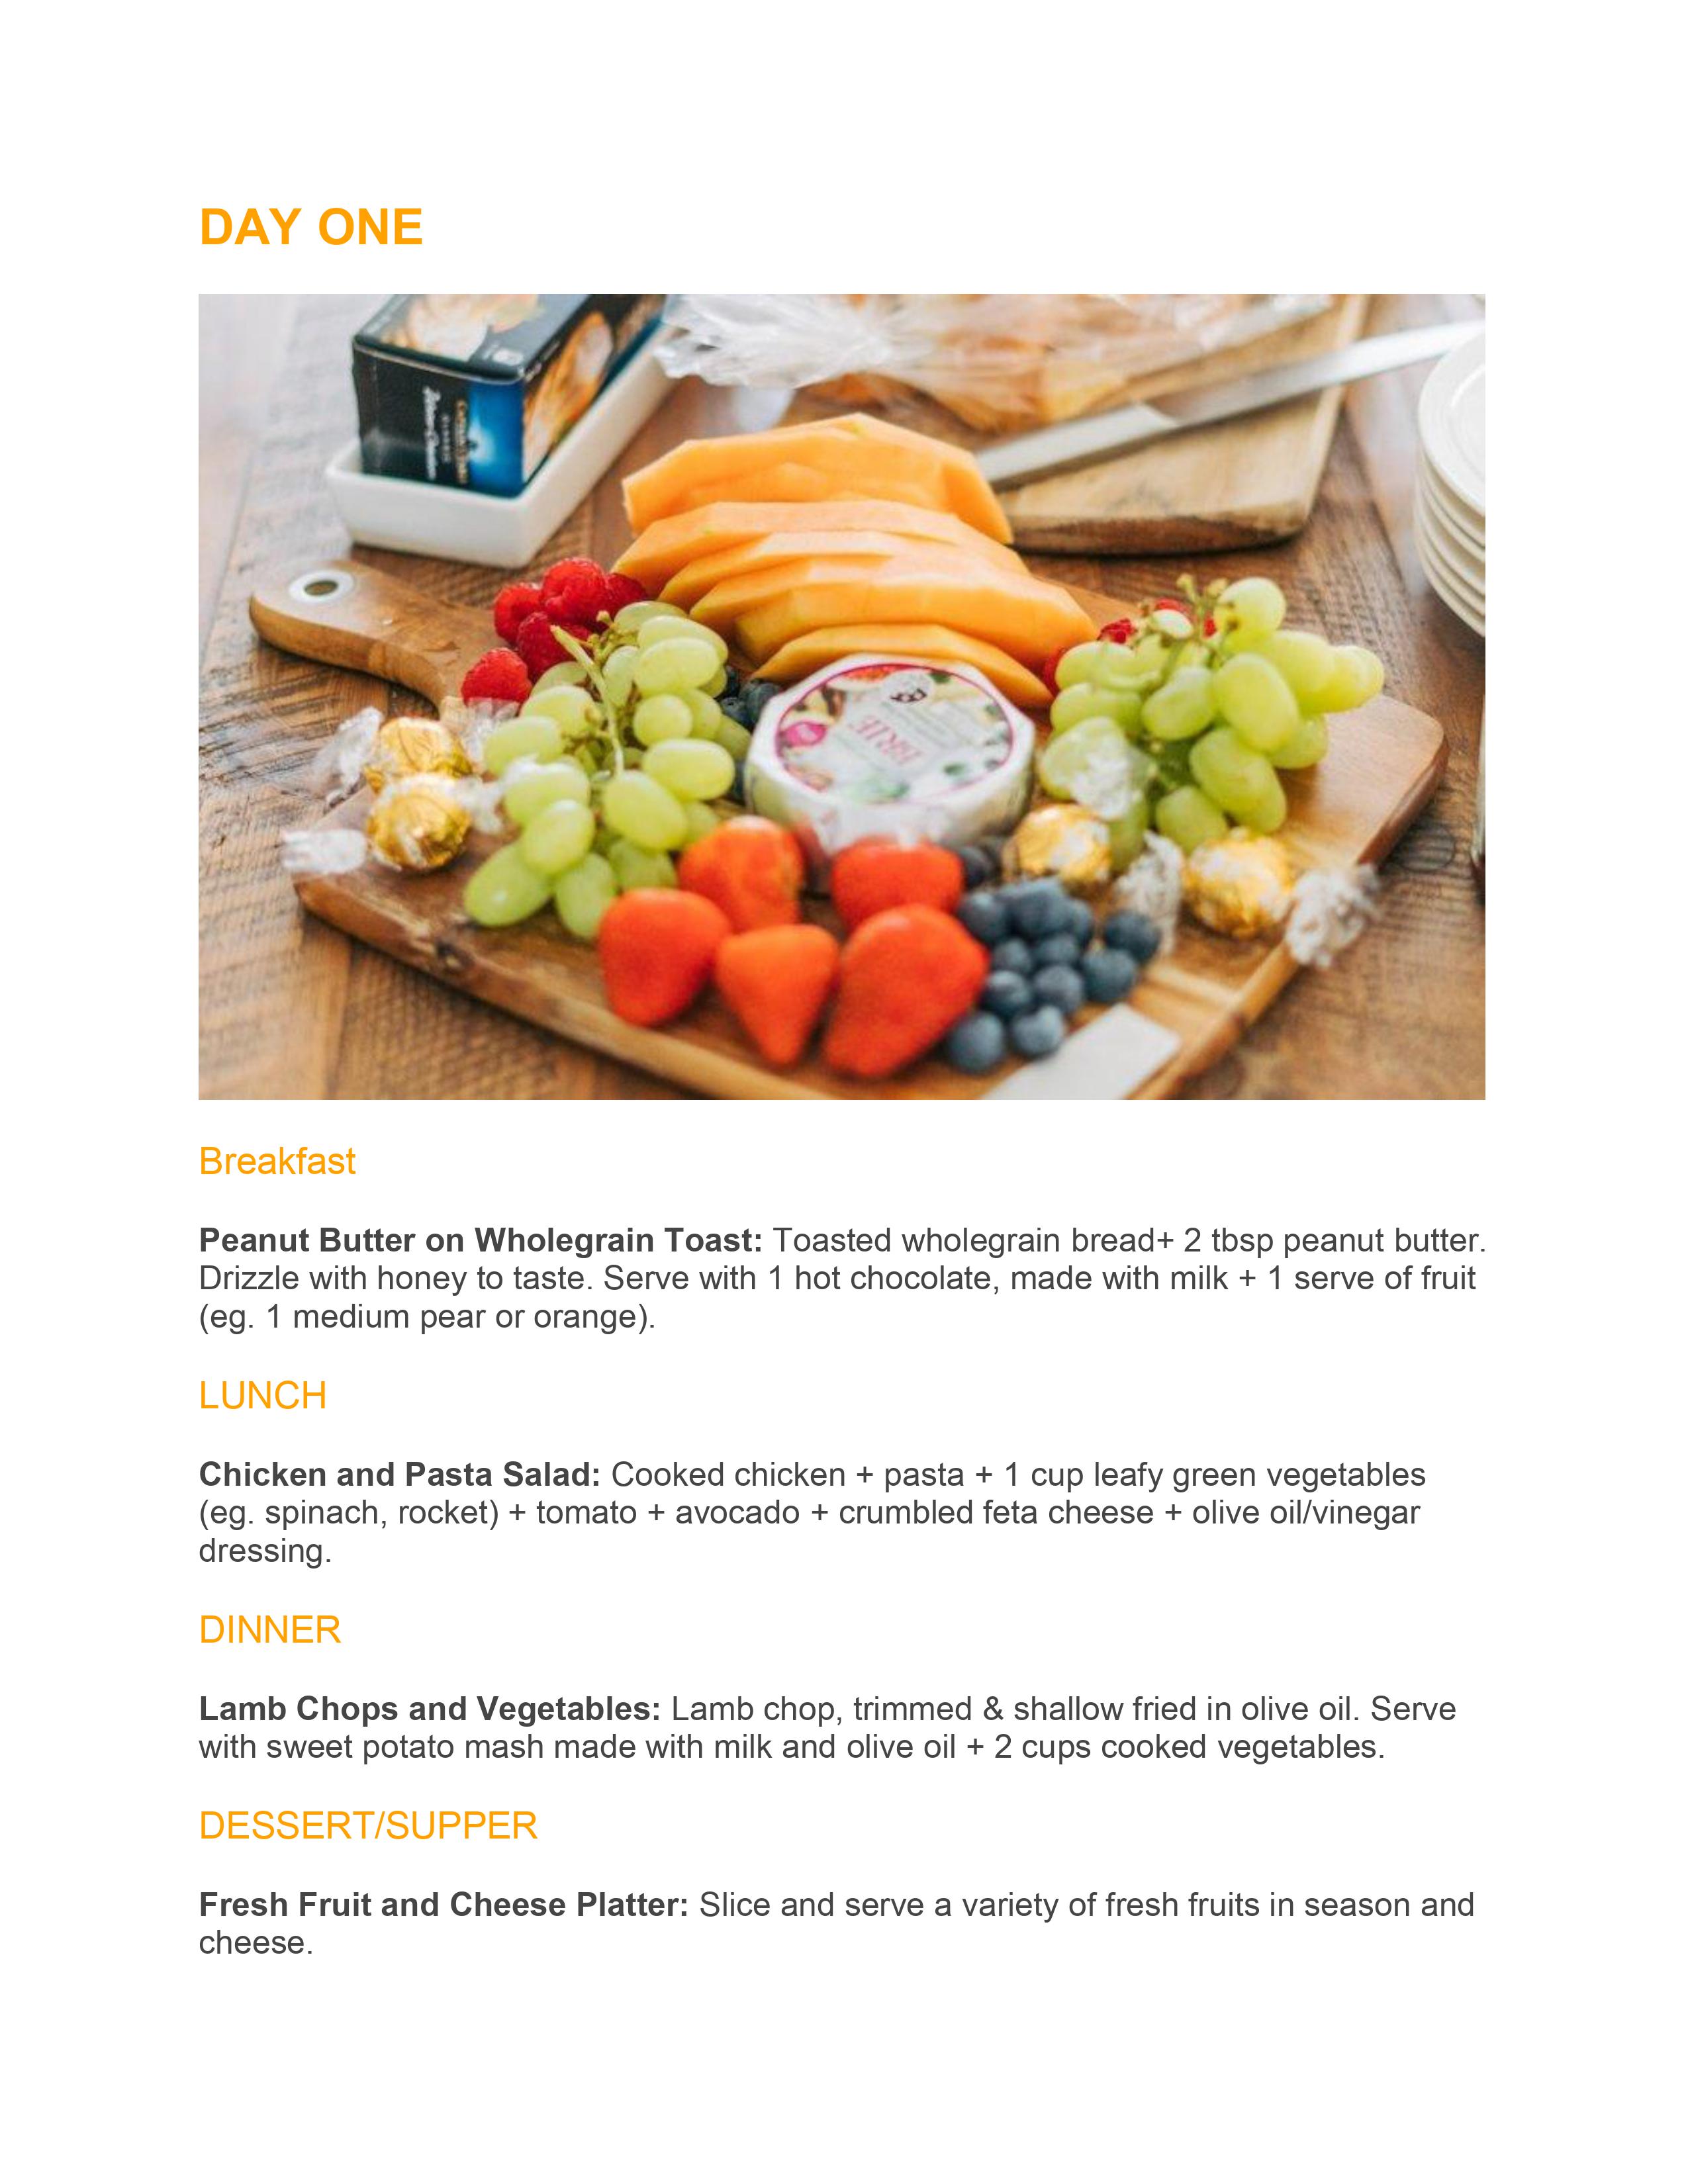 DAY ONE
BRIE
Breakfast
Peanut Butter on Wholegrain Toast: Toasted wholegrain bread+ 2 tbsp peanut butter.
Drizzle with honey to taste. Serve with 1 hot chocolate, made with milk + 1 serve of fruit
(eg. 1 medium pear or orange).
LUNCH
Chicken and Pasta Salad: Cooked chicken + pasta + 1 cup leafy green vegetables
(eg. spinach, rocket) + tomato + avocado + crumbled feta cheese + olive oil/vinegar
dressing.
DINNER
Lamb Chops and Vegetables: Lamb chop, trimmed & shallow fried in olive oil. Serve
with sweet potato mash made with milk and olive oil + 2 cups cooked vegetables.
DESSERT/SUPPER
Fresh Fruit and Cheese Platter: Slice and serve a variety of fresh fruits in season and
cheese.